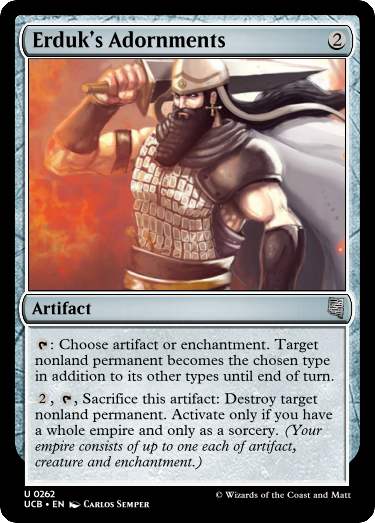 Erduk's Adornments 2
Artifact
: Choose artifact or enchantment. Target
nonland permanent becomes the chosen type
in addition to its other types until end of turn.
2, , Sacrifice this artifact: Destroy target
nonland permanent. Activate only if you have
a whole empire and only as a sorcery. (Your
empire consists of up to one each of artifact,
creature and enchantment.)
U 0262
UCB • EN Carlos Semper
© Wizards of the Coast and Matt